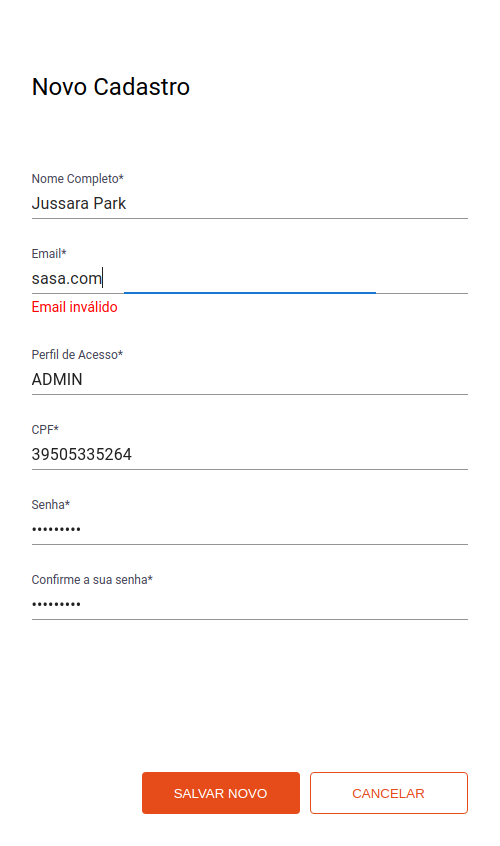 Novo Cadastro
Nome Completo*
Jussara Park
Email*
sasa.com
Email inválido
Perfil de Acesso*
ADMIN
CPF*
39505335264
Senha*
•••••••••
Confirme a sua senha*
•••••••••
SALVAR NOVO
CANCELAR